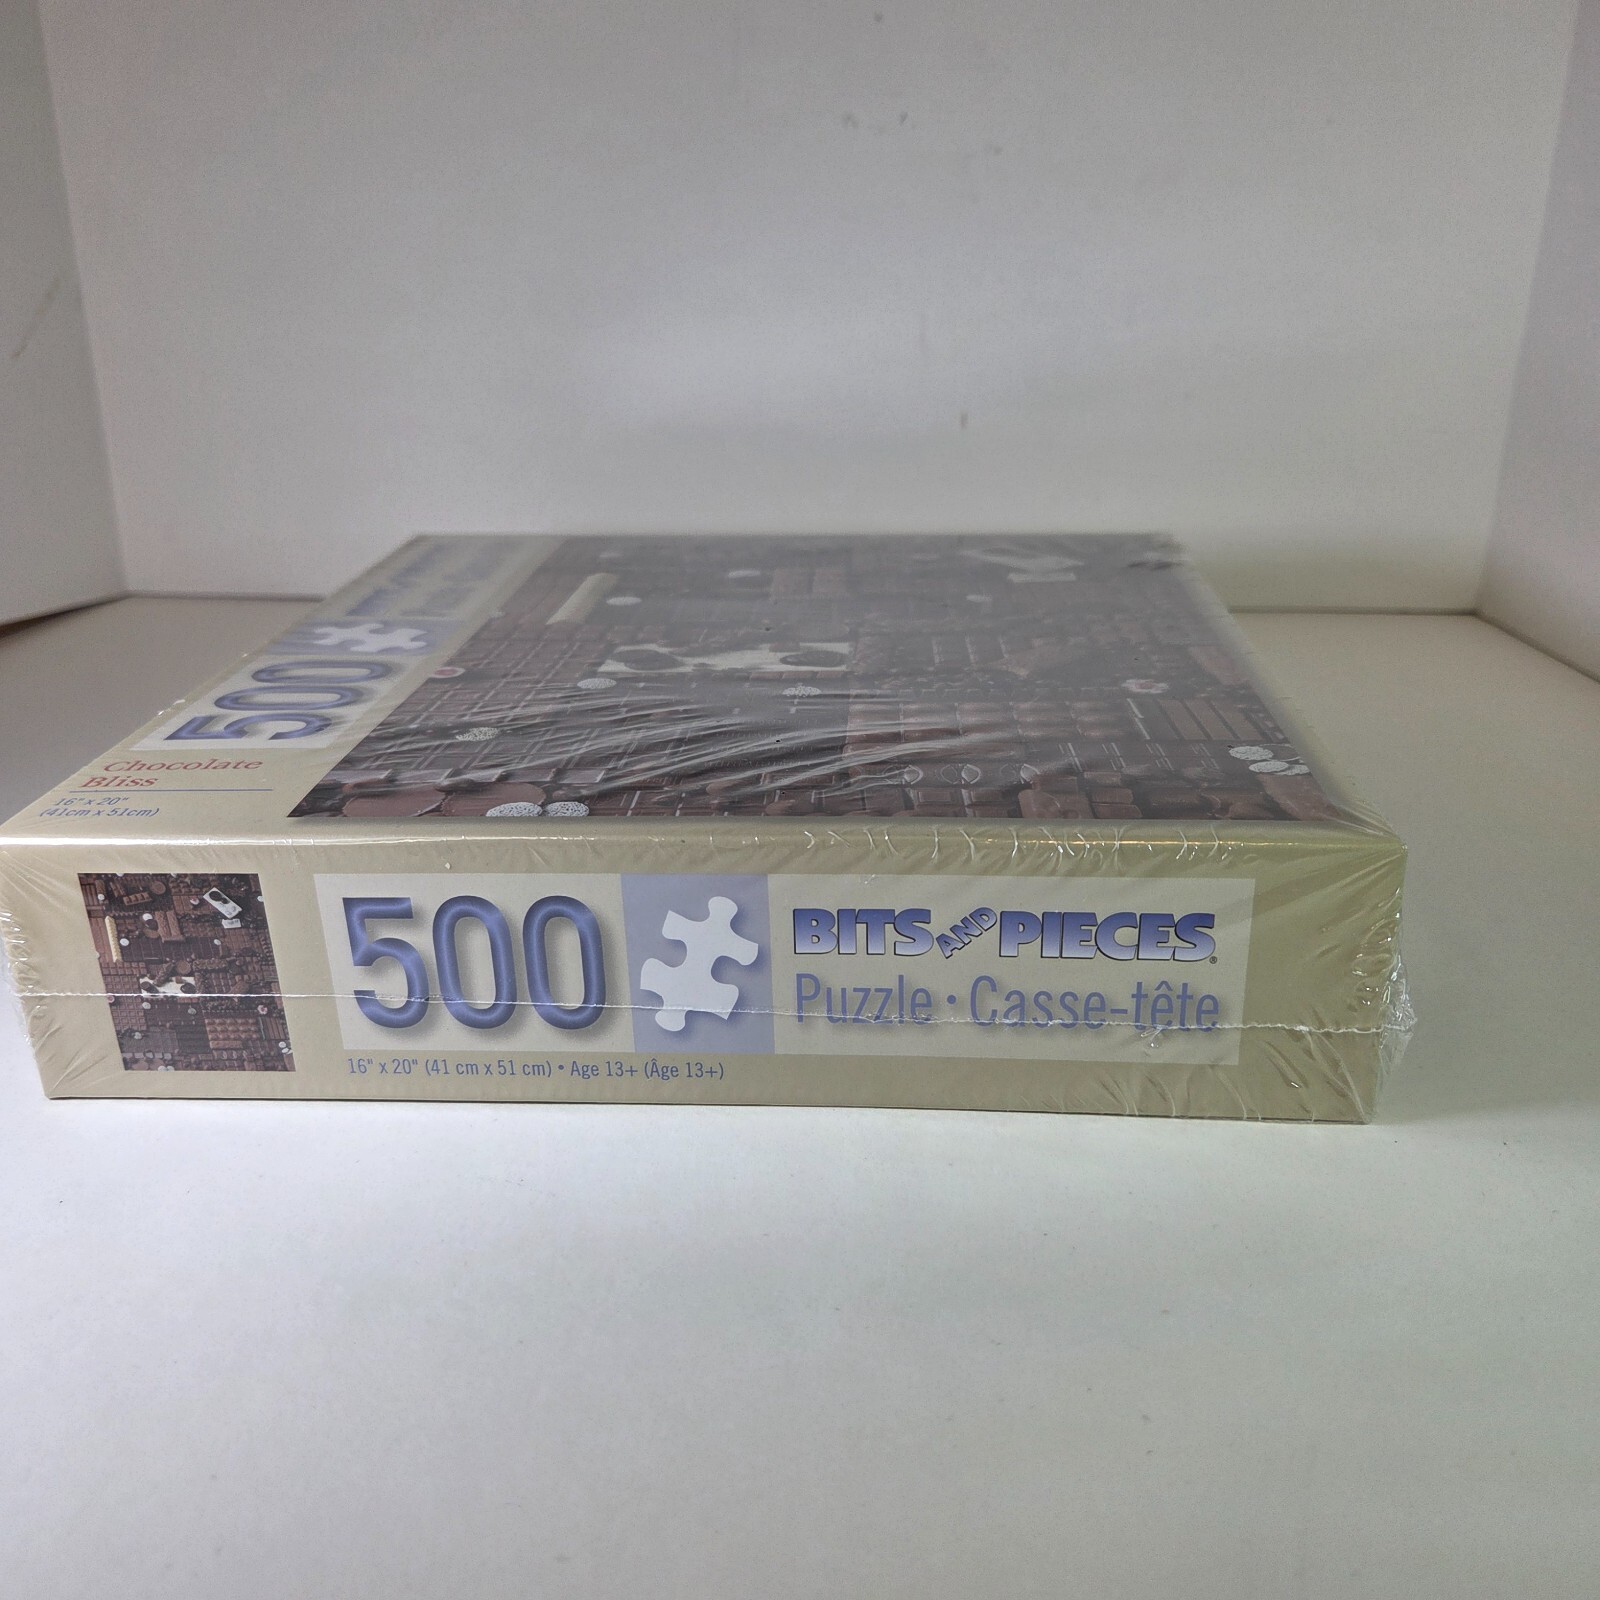 500
Chocolate
Bliss
16" x 20"
(41cm x 51cm)
500
BITS AND PIECES®
Puzzle • Casse-tête
16" x 20" (41 cm x 51 cm) • Age 13+ (Âge 13+)